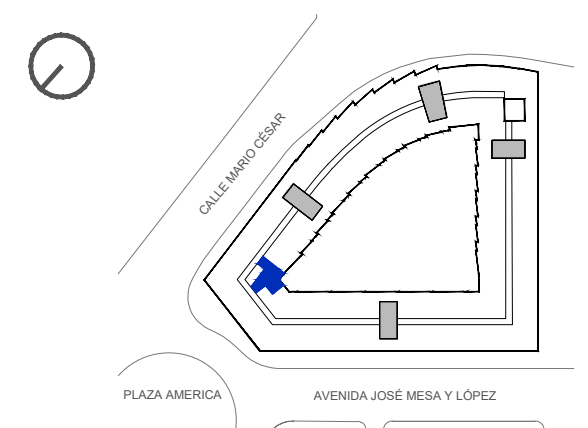 CALLE MARIO CÉSAR
PLAZA AMERICA
AVENIDA JOSÉ MESA Y LÓPEZ